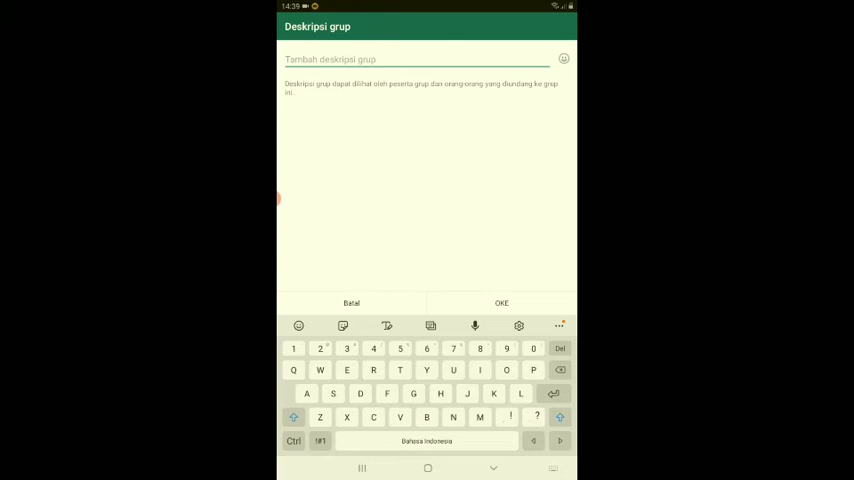 14:39
Deskripsi grup
Tambah deskripsi grup
Deskripsi grup dapat dilihat oleh peserta grup dan orang-orang yang diundang ke grup
ini.
Batal OKE
1 2 3 4 5 6 7 8 9 0 Del
Q W E R T Y U I O P
A S D F G H J K L
Z X C V B N M , ! . ?
Ctrl !#1 Bahasa Indonesia